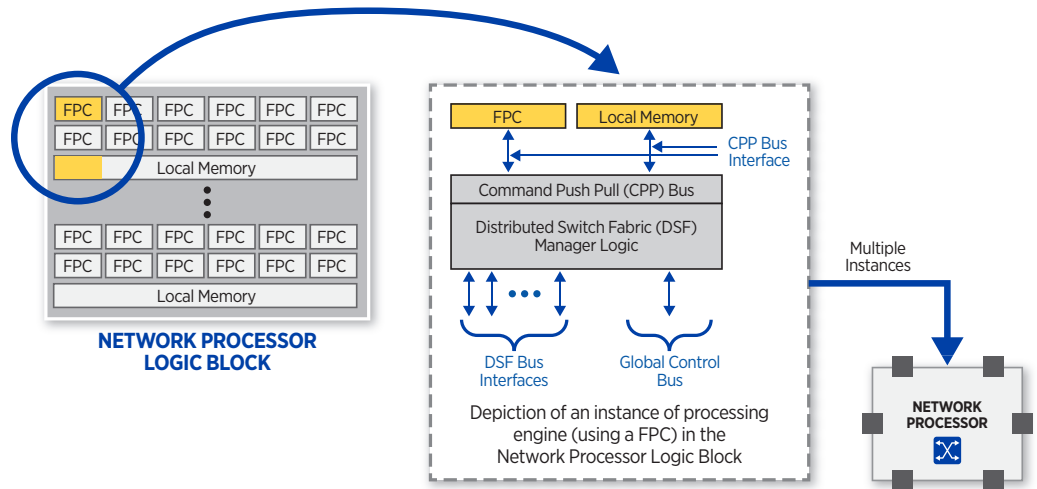 FPC FPC FPC FPC FPC FPC
FPC FPC FPC FPC FPC FPC
Local Memory
FPC FPC FPC FPC FPC FPC
FPC FPC FPC FPC FPC FPC
Local Memory
NETWORK PROCESSOR
LOGIC BLOCK
FPC
Local Memory
CPP Bus
Interface
Command Push Pull (CPP) Bus
Distributed Switch Fabric (DSF)
Manager Logic
DSF Bus
Interfaces
Global Control
Bus
Depiction of an instance of processing
engine (using a FPC) in the
Network Processor Logic Block
Multiple
Instances
NETWORK
PROCESSOR